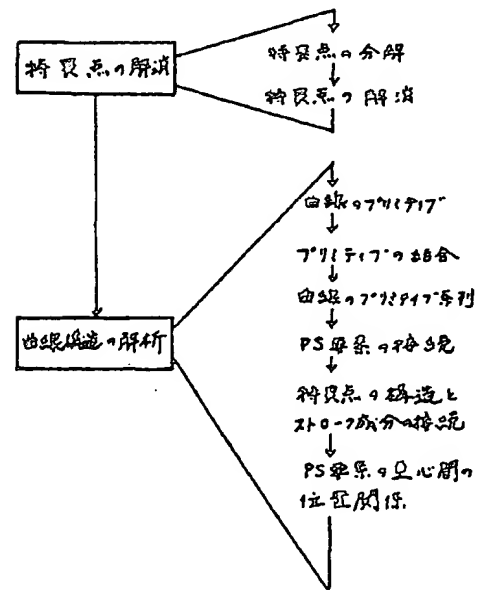 特異点の解消
特異点の分解
特異点の解消
曲線構造の解析
曲線のプリミティブ
プリミティブの結合
曲線のプリミティブ系列
PS要系の接続
特異点の構造と
ストローク成分の接続
PS要系の重心間の
位置関係